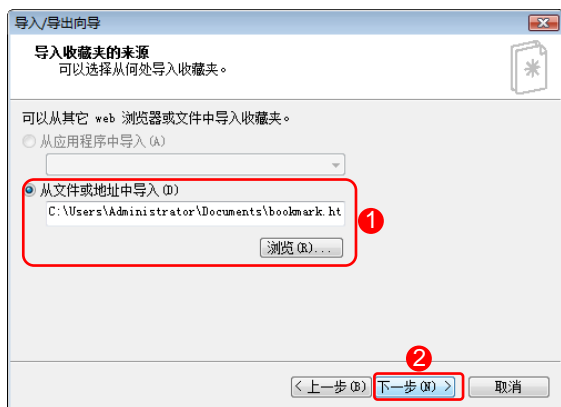 导入/导出向导
导入收藏夹的来源
可以选择从何处导入收藏夹。
可以从其它 web 浏览器或文件中导入收藏夹。
从应用程序中导入(A)
从文件或地址中导入(D)
C:\Users\Administrator\Documents\bookmark.ht
1
浏览(R)...
2
<上一步(B) 下一步(N) > 取消